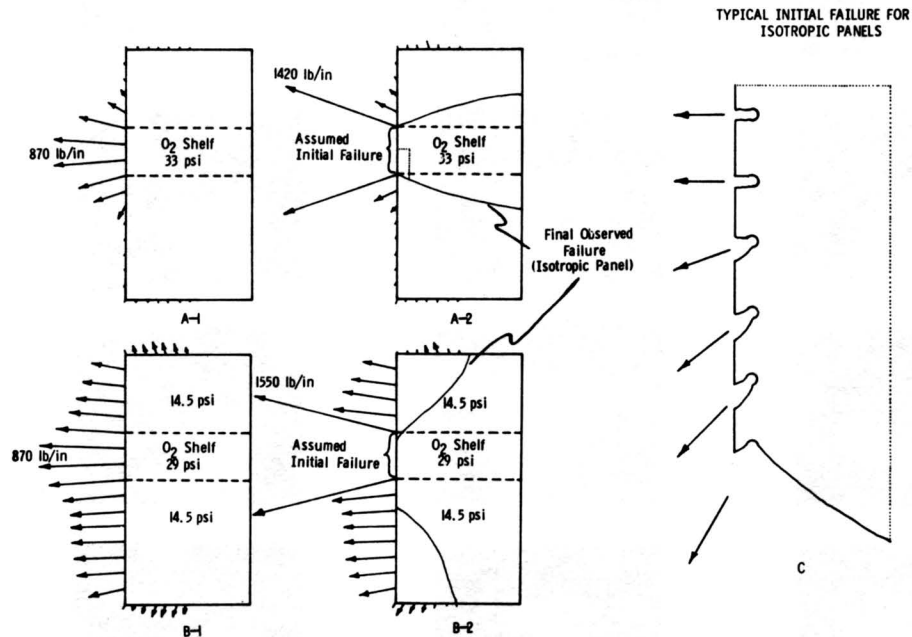 TYPICAL INITIAL FAILURE FOR
ISOTROPIC PANELS
870 lb/in
O2 Shelf
33 psi
A-1
1420 lb/in
Assumed
Initial Failure
O2 Shelf
33 psi
A-2
Final Observed
Failure
(Isotropic Panel)
870 lb/in
14.5 psi
O2 Shelf
29 psi
14.5 psi
B-1
1550 lb/in
Assumed
Initial Failure
14.5 psi
O2 Shelf
29 psi
14.5 psi
B-2
C